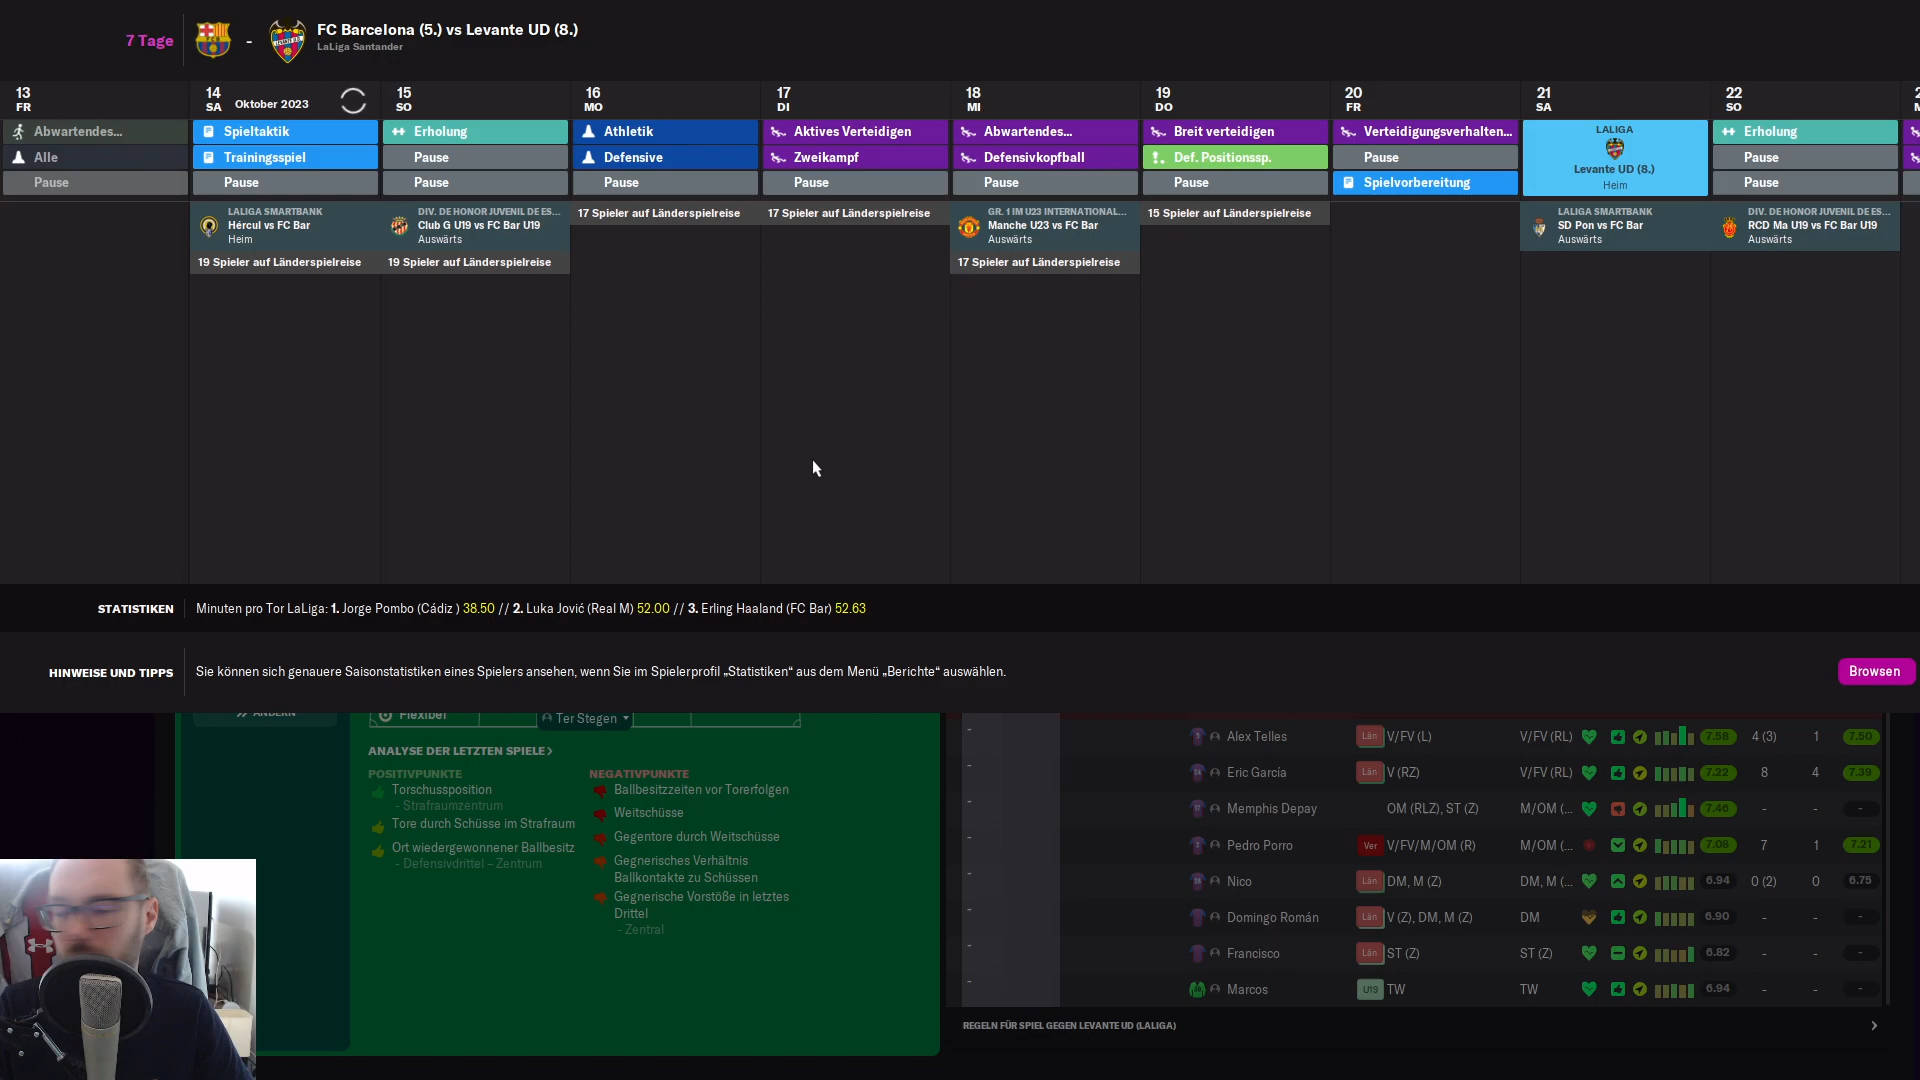 7 Tage
-
FC Barcelona (5.) vs Levante UD (8.)
LaLiga Santander
13
FR
14
SA
Oktober 2023
15
SO
16
MO
17
DI
18
MI
19
DO
20
FR
21
SA
22
SO
Abwartendes...
Alle
Pause
Spieltaktik
Trainingsspiel
Pause
Erholung
Pause
Pause
Athletik
Defensive
Pause
Aktives Verteidigen
Zweikampf
Pause
Abwartendes...
Defensivkopfball
Pause
Breit verteidigen
Def. Positionssp.
Pause
Verteidigungsverhalten...
Pause
Spielvorbereitung
LALIGA
Levante UD (8.)
Heim
Erholung
Pause
Pause
LALIGA SMARTBANK
Hércul vs FC Bar
Heim
19 Spieler auf Länderspielreise
DIV. DE HONOR JUVENIL DE ES...
Club G U19 vs FC Bar U19
Auswärts
19 Spieler auf Länderspielreise
17 Spieler auf Länderspielreise
17 Spieler auf Länderspielreise
GR. 1 IM U23 INTERNATIONAL...
Manche U23 vs FC Bar
Auswärts
17 Spieler auf Länderspielreise
15 Spieler auf Länderspielreise
LALIGA SMARTBANK
SD Pon vs FC Bar
Auswärts
DIV. DE HONOR JUVENIL DE ES...
RCD Ma U19 vs FC Bar U19
Auswärts
STATISTIKEN
Minuten pro Tor LaLiga: 1. Jorge Pombo (Cádiz ) 38.50 // 2. Luka Jović (Real M) 52.00 // 3. Erling Haaland (FC Bar) 52.63
HINWEISE UND TIPPS
Sie können sich genauere Saisonstatistiken eines Spielers ansehen, wenn Sie im Spielerprofil „Statistiken“ aus dem Menü „Berichte“ auswählen.
Browsen
ÄNDERN
Flexibel
Ter Stegen
ANALYSE DER LETZTEN SPIELE
POSITIVPUNKTE
Torschussposition
- Strafraumzentrum
Tore durch Schüsse im Strafraum
Ort wiedergewonnener Ballbesitz
- Defensivdrittel – Zentrum
NEGATIVPUNKTE
Ballbesitzzeiten vor Torerfolgen
Weitschüsse
Gegentore durch Weitschüsse
Gegnerisches Verhältnis
Ballkontakte zu Schüssen
Gegnerische Vorstöße in letztes
Drittel
- Zentral
- Alex Telles Län V/FV (L) V/FV (RL) 7.58 4 (3) 1 7.50
- Eric García Län V (RZ) V/FV (RL) 7.22 8 4 7.39
- Memphis Depay OM (RLZ), ST (Z) M/OM (... 7.46 - - -
- Pedro Porro Ver V/FV/M/OM (R) M/OM (... 7.08 7 1 7.21
- Nico Län DM, M (Z) DM, M (... 6.94 0 (2) 0 6.75
- Domingo Román Län V (Z), DM, M (Z) DM 6.90 - - -
- Francisco Län ST (Z) ST (Z) 6.82 - - -
- Marcos U19 TW TW 6.94 - - -
REGELN FÜR SPIEL GEGEN LEVANTE UD (LALIGA)